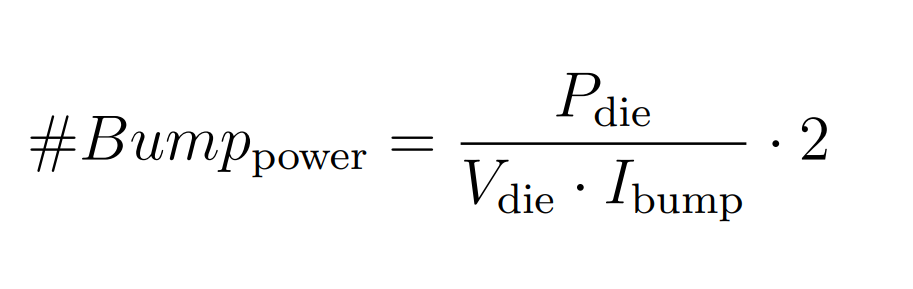 #Bump_power = P_die / (V_die · I_bump) · 2